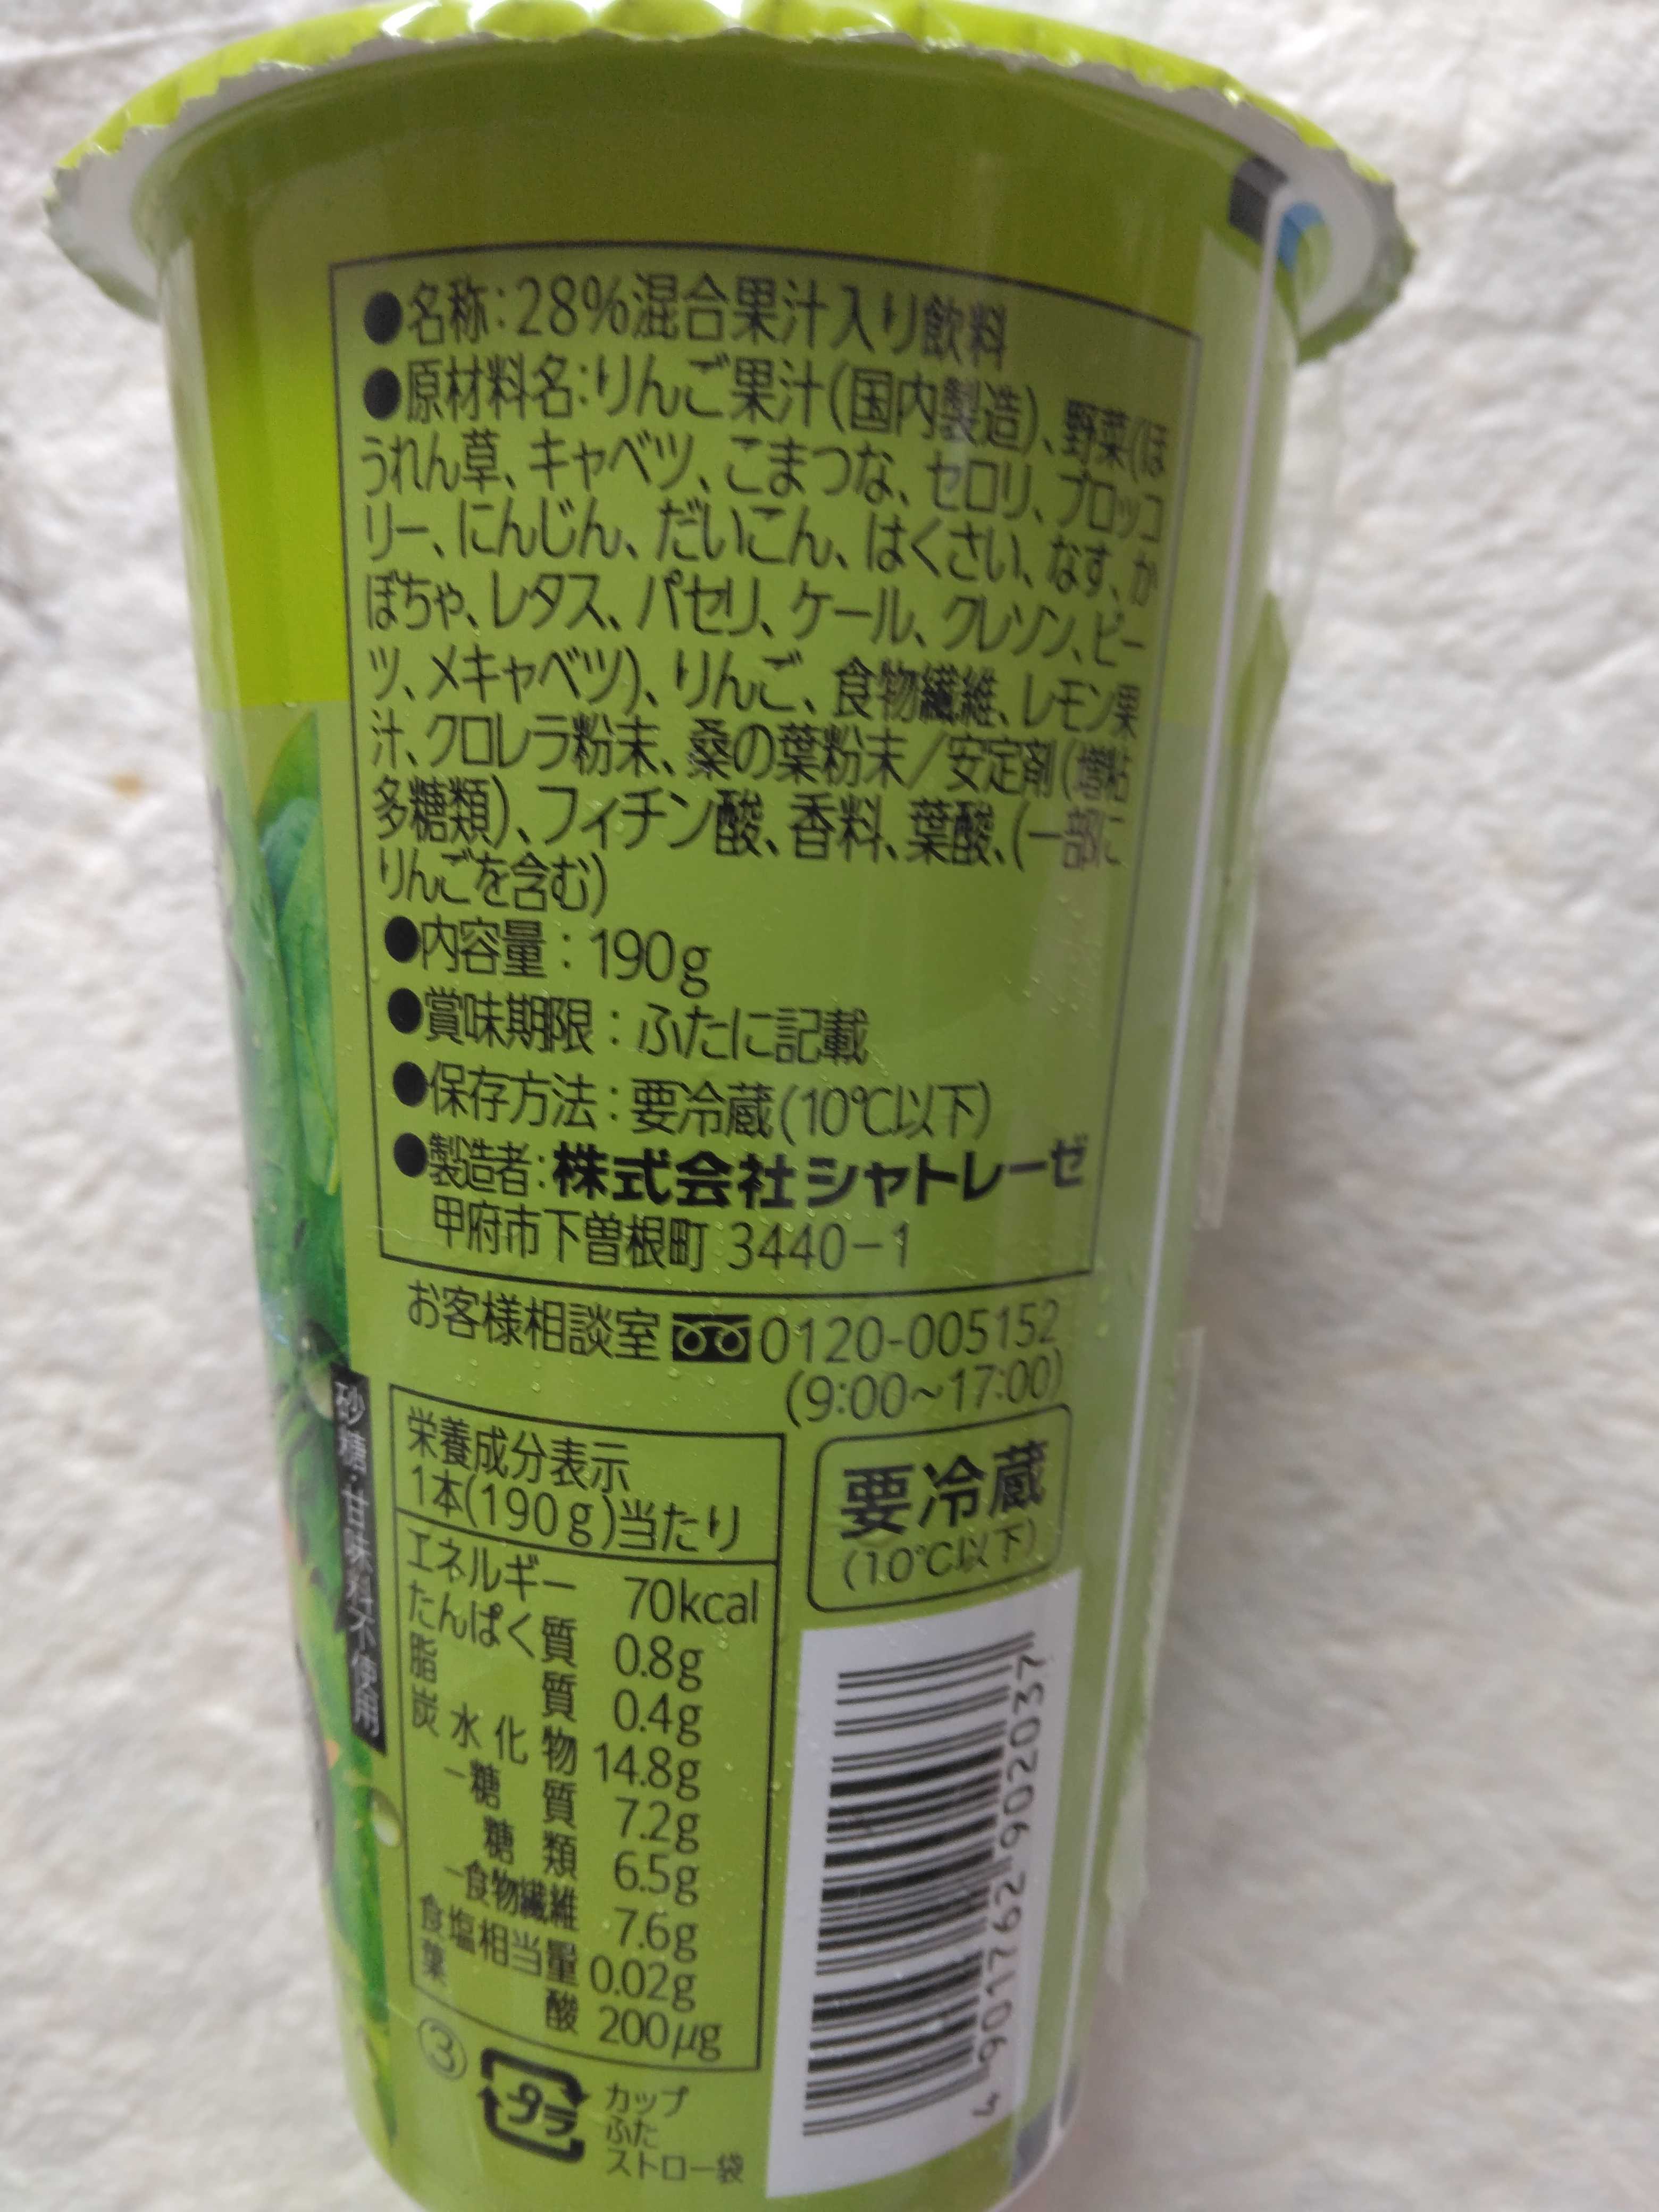 ●名称:28%混合果汁入り飲料
●原材料名:りんご果汁(国内製造)、野菜(ほ
うれん草、キャベツ、こまつな、セロリ、ブロッコ
リー、にんじん、だいこん、はくさい、なす、か
ぼちゃ、レタス、パセリ、ケール、クレソン、ビー
ツ、メキャベツ)、りんご、食物繊維、レモン果
汁、クロレラ粉末、桑の葉粉末/安定剤(増粘
多糖類)、フィチン酸、香料、葉酸、(一部に
りんごを含む)
●内容量:190g
●賞味期限:ふたに記載
●保存方法:要冷蔵(10℃以下)
●製造者:株式会社シャトレーゼ
甲府市下曽根町 3440-1
お客様相談室 0120-005152
(9:00~17:00)
砂糖・甘味料不使用
栄養成分表示
1本(190g)当たり
エネルギー 70kcal
たんぱく質 0.8g
脂質 0.4g
炭水化物 14.8g
-糖質 7.2g
糖類 6.5g
-食物繊維 7.6g
食塩相当量 0.02g
葉酸 200μg
要冷蔵
(10℃以下)
4 901762 902037
③
プラ
カップ
ふた
ストロー袋